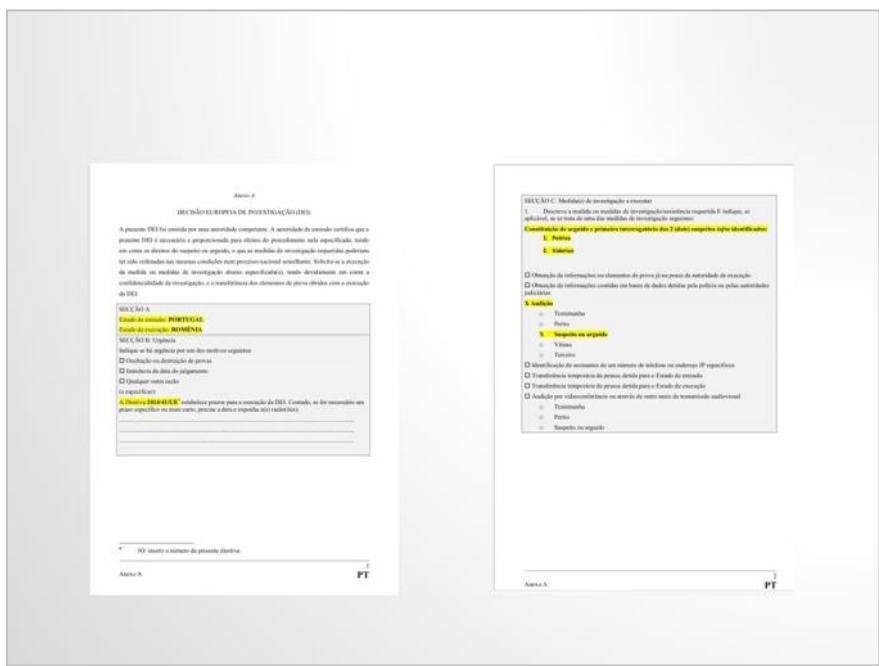 Anexo A
DECISÃO EUROPEIA DE INVESTIGAÇÃO (DEI)
A presente DEI foi emitida por uma autoridade competente. A autoridade de emissão certifica que a
presente DEI é necessária e proporcionada para efeitos do procedimento nela especificado, tendo
em conta os direitos do suspeito ou arguido, e que as medidas de investigação requeridas poderiam
ter sido ordenadas nas mesmas condições num processo nacional semelhante. Solicita-se a execução
da medida ou medidas de investigação abaixo especificada(s), tendo devidamente em conta a
confidencialidade da investigação, e a transferência dos elementos de prova obtidos com a execução
da DEI.
SECÇÃO A
Estado de emissão: PORTUGAL
Estado de execução: ROMÉNIA
SECÇÃO B: Urgência
Indique se há urgência por um dos motivos seguintes
☐ Ocultação ou destruição de provas
☐ Iminência da data do julgamento
☐ Qualquer outra razão
(a especificar):
A Diretiva 2014/41/UE* estabelece prazos para a execução da DEI. Contudo, se for necessário um
prazo específico ou mais curto, precise a data e exponha a(s) razão(ões):
* JO: inserir o número da presente diretiva.
1
Anexo A PT
SECÇÃO C: Medida(s) de investigação a executar
1. Descreva a medida ou medidas de investigação/assistência requerida E indique, se
aplicável, se se trata de uma das medidas de investigação seguintes:
Constituição de arguido e primeiro interrogatório dos 2 (dois) suspeitos infra identificados:
1. Petrica
2. Valerica
☐ Obtenção de informações ou elementos de prova já na posse da autoridade de execução
☐ Obtenção de informações contidas em bases de dados detidas pela polícia ou pelas autoridades
judiciárias
X Audição
○ Testemunha
○ Perito
X Suspeito ou arguido
○ Vítima
○ Terceiro
☐ Identificação de assinantes de um número de telefone ou endereço IP específicos
☐ Transferência temporária da pessoa detida para o Estado de emissão
☐ Transferência temporária da pessoa detida para o Estado de execução
☐ Audição por videoconferência ou através de outro meio de transmissão audiovisual
○ Testemunha
○ Perito
○ Suspeito ou arguido
2
Anexo A PT